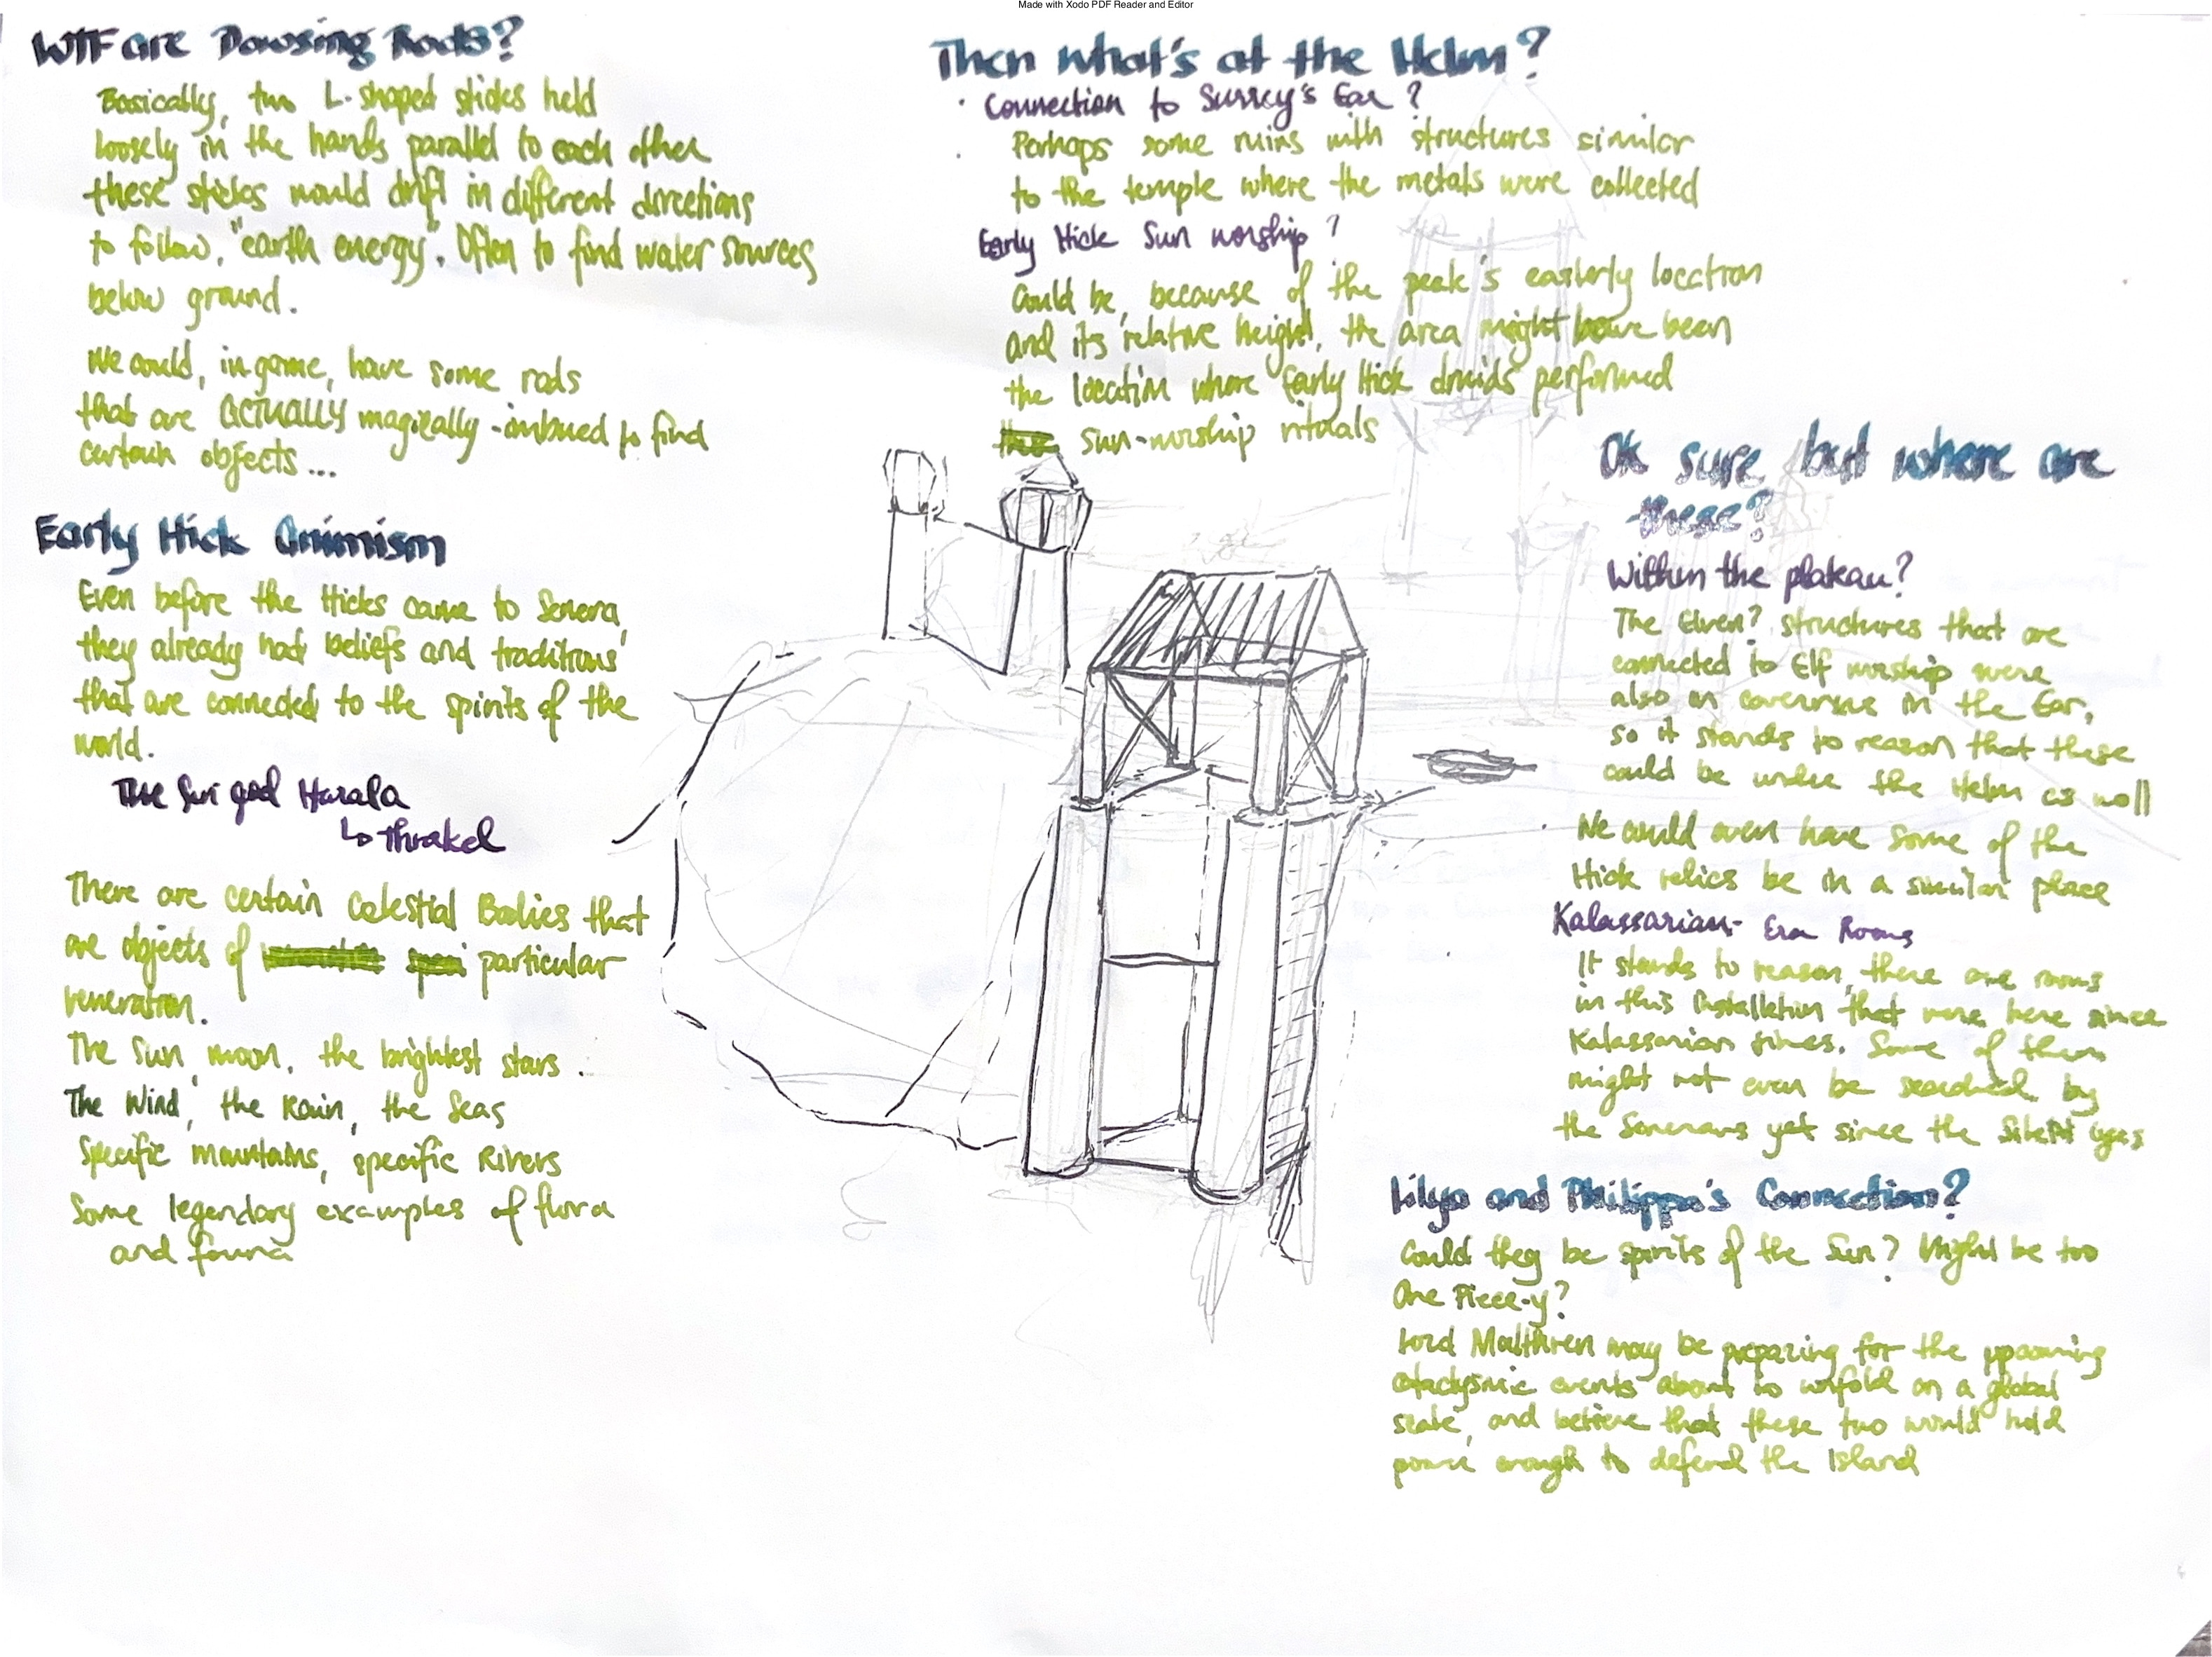 Made with Xodo PDF Reader and Editor
WTF are Dowsing Rods?
Basically, two L-shaped sticks held
loosely in the hands parallel to each other
these sticks would drift in different directions
to follow, "earth energy". Often to find water sources
below ground.
We could, in game, have some rods
that are ACTUALLY magically-imbued to find
certain objects...
Early Hick Animism
Even before the Hicks came to Senera,
they already had beliefs and traditions
that are connected to the spirits of the
world.
The Sun god Harala
↳ Thrakel
There are certain Celestial Bodies that
are objects of particular
veneration.
The Sun, moon, the brightest stars.
The Wind, the Rain, the Seas
Specific mountains, specific Rivers
Some legendary examples of flora
and fauna
Then what's at the Helm?
· Connection to Surrey's Ear?
Perhaps some ruins with structures similar
to the temple where the metals were collected
Early Hick Sun worship?
Could be, because of the peak's easterly location
and its relative height, the area might have been
the location where Early Hick druids performed
sun-worship rituals
Ok sure, but where are
these?
Within the plateau?
The Elven? structures that are
connected to Elf worship were
also in caverns in the Ear,
so it stands to reason that these
could be under the Helm as well
We could even have some of the
Hick relics be in a similar place
Kalassarian-Era Rooms
It stands to reason, there are rooms
in this installation that were here since
Kalassarian times. Some of them
might not even be searched by
the Senerans yet since the
Lilya and Philippa's Connection?
Could they be spirits of the Sun? Might be too
One Piece-y?
Lord Malthren may be preparing for the upcoming
cataclysmic events about to unfold on a global
scale, and believe that these two would hold
power enough to defend the Island